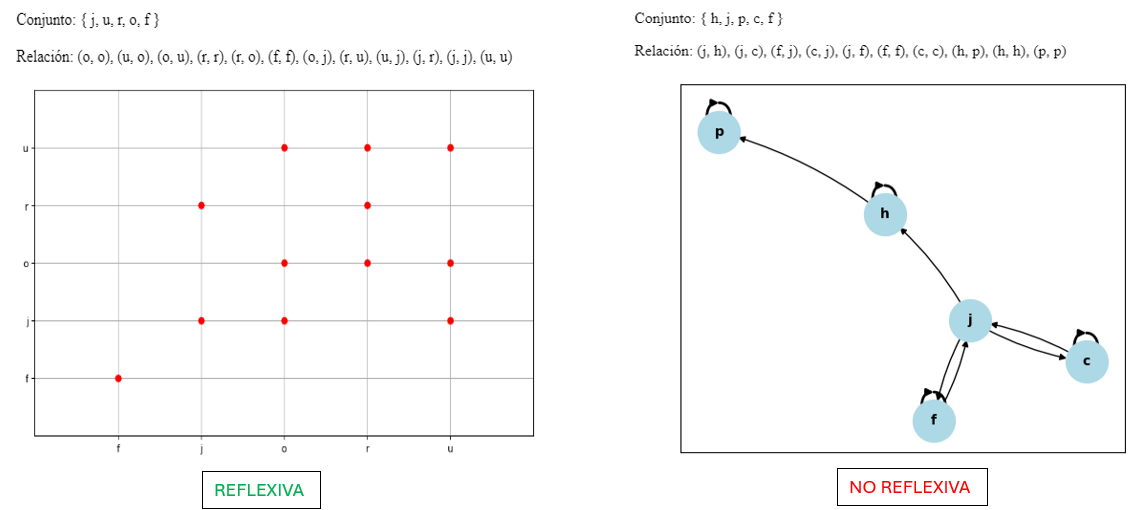 Conjunto: { j, u, r, o, f }
Relación: (o, o), (u, o), (o, u), (r, r), (r, o), (f, f), (o, j), (r, u), (u, j), (j, r), (j, j), (u, u)
u
r
o
j
f
f j o r u
REFLEXIVA
Conjunto: { h, j, p, c, f }
Relación: (j, h), (j, c), (f, j), (c, j), (j, f), (f, f), (c, c), (h, p), (h, h), (p, p)
p
h
j
c
f
NO REFLEXIVA